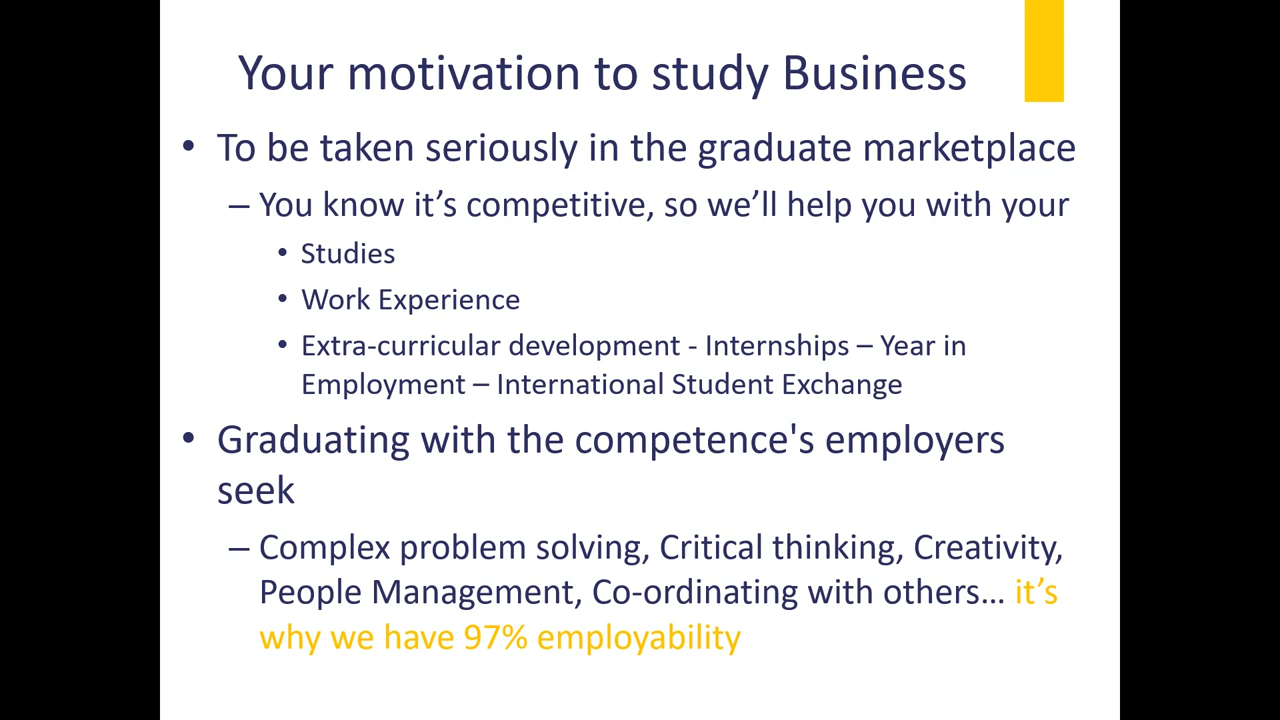 Your motivation to study Business
• To be taken seriously in the graduate marketplace
– You know it’s competitive, so we’ll help you with your
• Studies
• Work Experience
• Extra-curricular development - Internships – Year in
Employment – International Student Exchange
• Graduating with the competence's employers
seek
– Complex problem solving, Critical thinking, Creativity,
People Management, Co-ordinating with others… it’s
why we have 97% employability